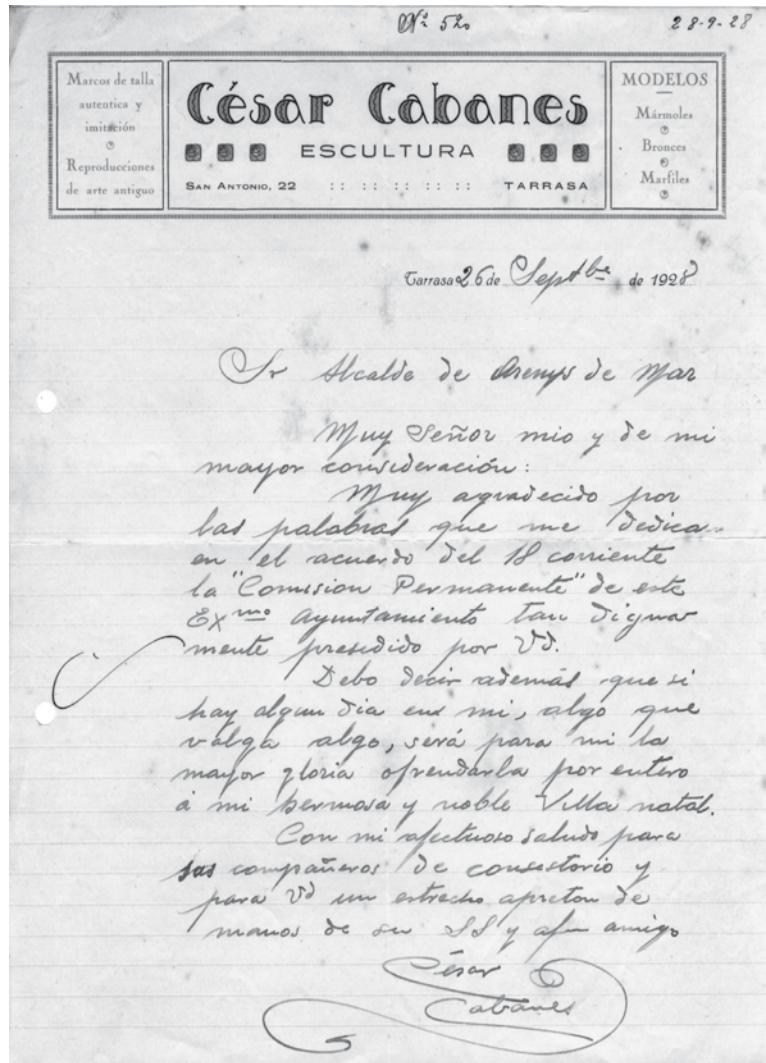 Nº 520 28-9-28
Marcos de talla
autentica y
imitación
Reproducciones
de arte antiguo
César Cabanes
ESCULTURA
SAN ANTONIO, 22 :: :: :: :: :: TARRASA
MODELOS
Mármoles
Bronces
Marfiles
Tarrasa 26 de Septbre de 1928
Sr Alcalde de Arenys de Mar
Muy Señor mio y de mi
mayor consideración:
Muy agradecido por
las palabras que me dedica
en el acuerdo del 18 corriente
la "Comision Permanente" de este
Exmo Ayuntamiento tan digna
mente presidido por Vd.
Debo decir además que si
hay algun dia en mi, algo que
valga algo, será para mi la
mayor gloria ofrendarla por entero
á mi hermosa y noble Villa natal.
Con mi afectuoso saludo para
sus compañeros de consistorio y
para Vd un estrecho apreton de
manos de su SS y afm amigo
César
Cabanes